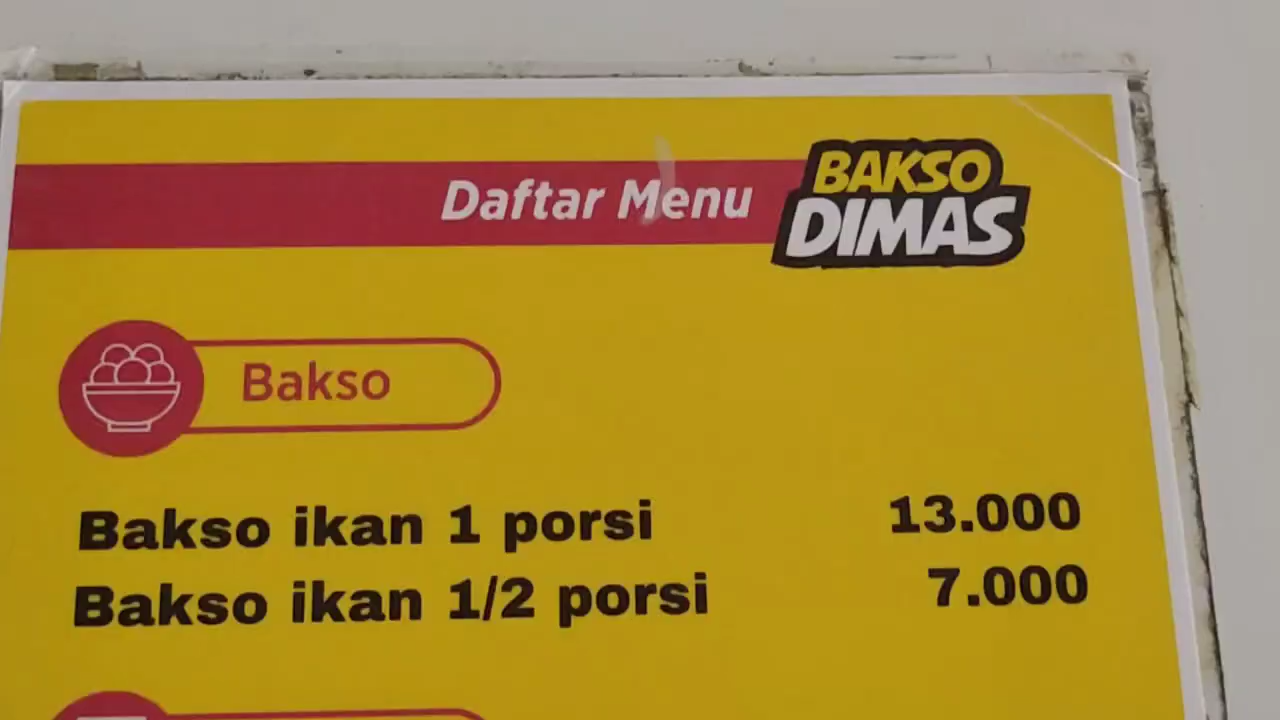 Daftar Menu
BAKSO
DIMAS
Bakso
Bakso ikan 1 porsi 13.000
Bakso ikan 1/2 porsi 7.000